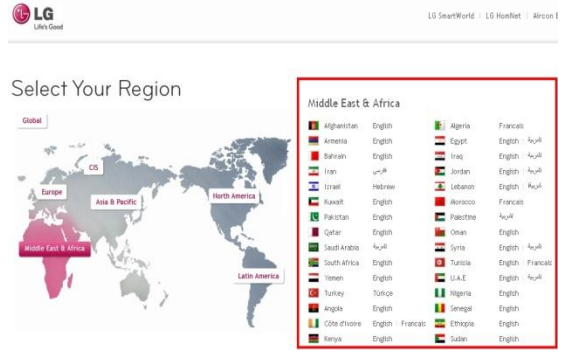 LG
Life's Good
LG SmartWorld | LG HomNet | Aircon
Select Your Region
Global
CIS
Europe
Asia & Pacific
North America
Middle East & Africa
Latin America
Middle East & Africa
Afghanistan English
Algeria Francais
Armenia English
Egypt English | العربية
Bahrain English
Iraq English | العربية
Iran فارسی
Jordan English | العربية
Israel Hebrew
Lebanon English | العربية
Kuwait English
Morocco Francais
Pakistan English
Palestine العربية
Qatar English
Oman English
Saudi Arabia العربية
Syria English | العربية
South Africa English
Tunisia English | Francais
Yemen English
U.A.E English
Turkey Türkçe
Nigeria English
Angola English
Senegal English
Côte d'Ivoire English | Francais
Ethiopia English
Kenya English
Sudan English